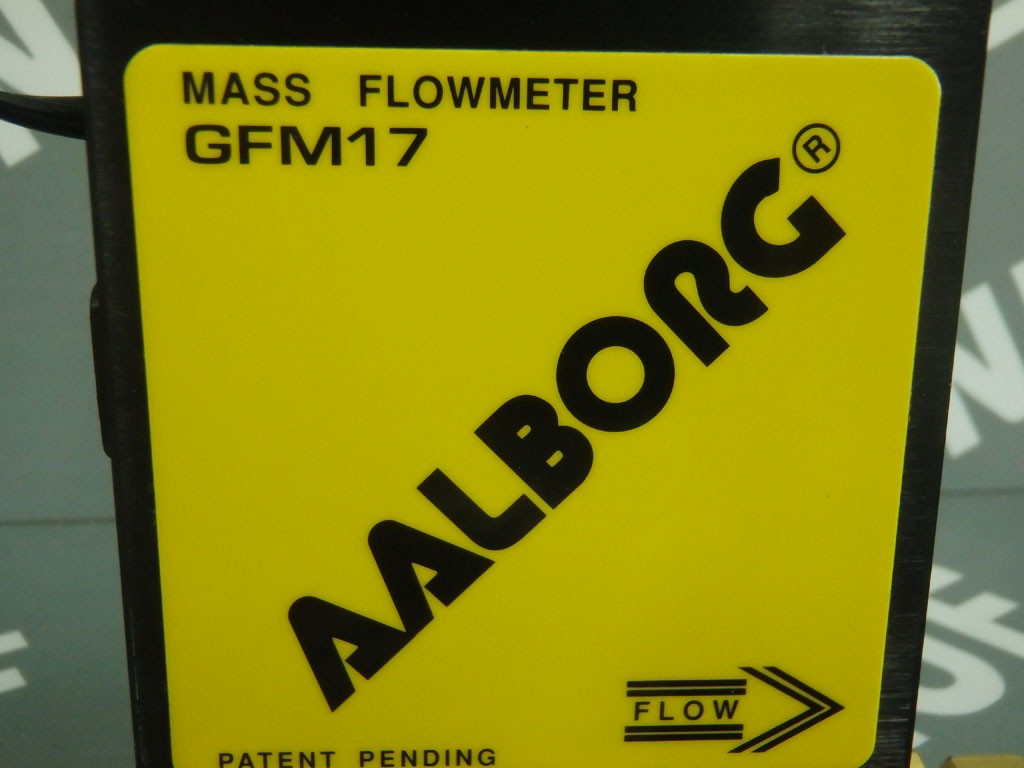 MASS FLOWMETER
GFM17
AALBORG®
FLOW
PATENT PENDING